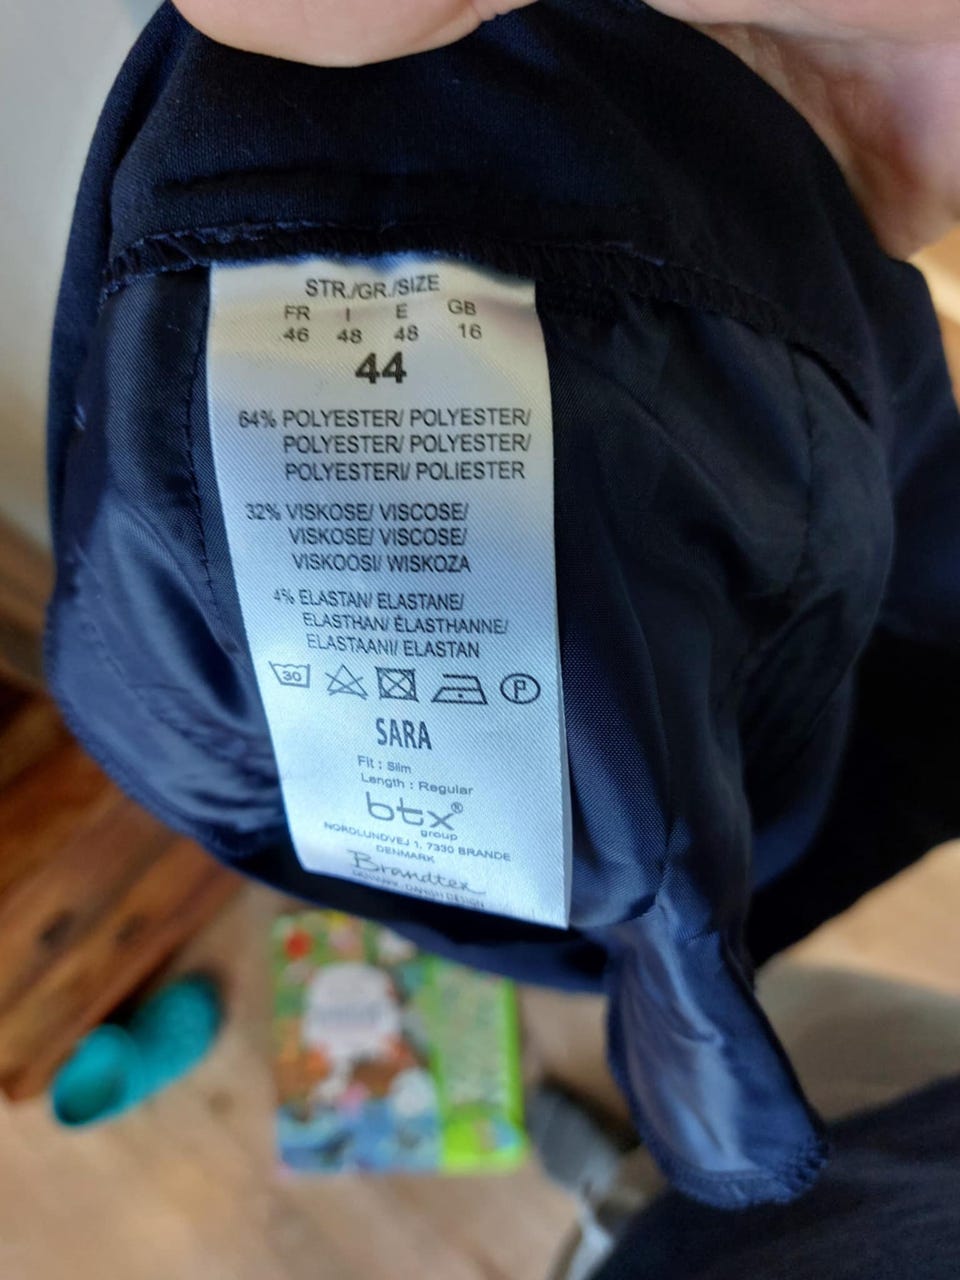 STR./GR./SIZE
FR I E GB
46 48 48 16
44
64% POLYESTER/ POLYESTER/
POLYESTER/ POLYESTER/
POLYESTERI/ POLIESTER
32% VISKOSE/ VISCOSE/
VISKOSE/ VISCOSE/
VISKOOSI/ WISKOZA
4% ELASTAN/ ELASTANE/
ELASTHAN/ ÉLASTHANNE/
ELASTAANI/ ELASTAN
30 P
SARA
Fit : Slim
Length : Regular
btx®
group
NORDLUNDVEJ 1, 7330 BRANDE
DENMARK
Brandtex
DANISH DESIGN